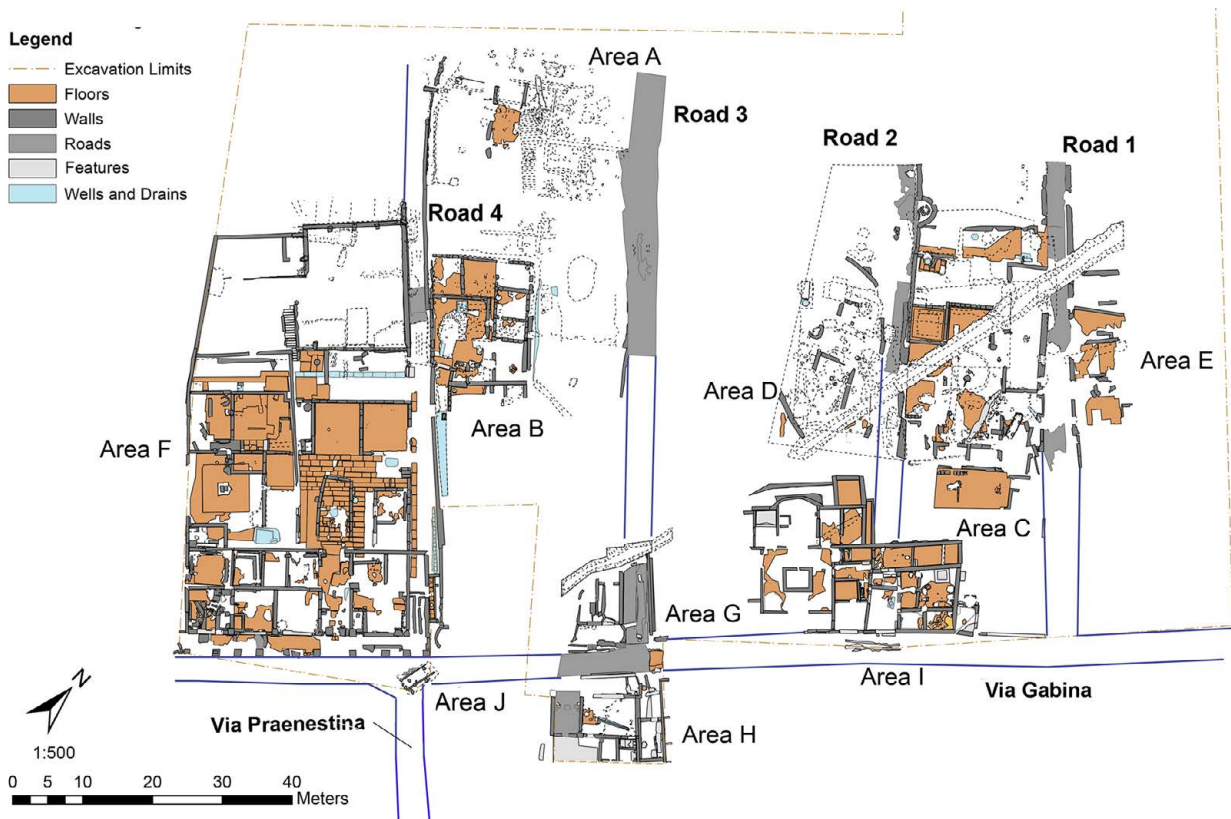 Legend
Excavation Limits
Floors
Walls
Roads
Features
Wells and Drains
Area A
Road 3
Road 2
Road 1
Road 4
Area E
Area D
Area B
Area F
Area C
Area G
Area I
Via Gabina
Area J
Via Praenestina
Area H
N
1:500
0 5 10 20 30 40
Meters